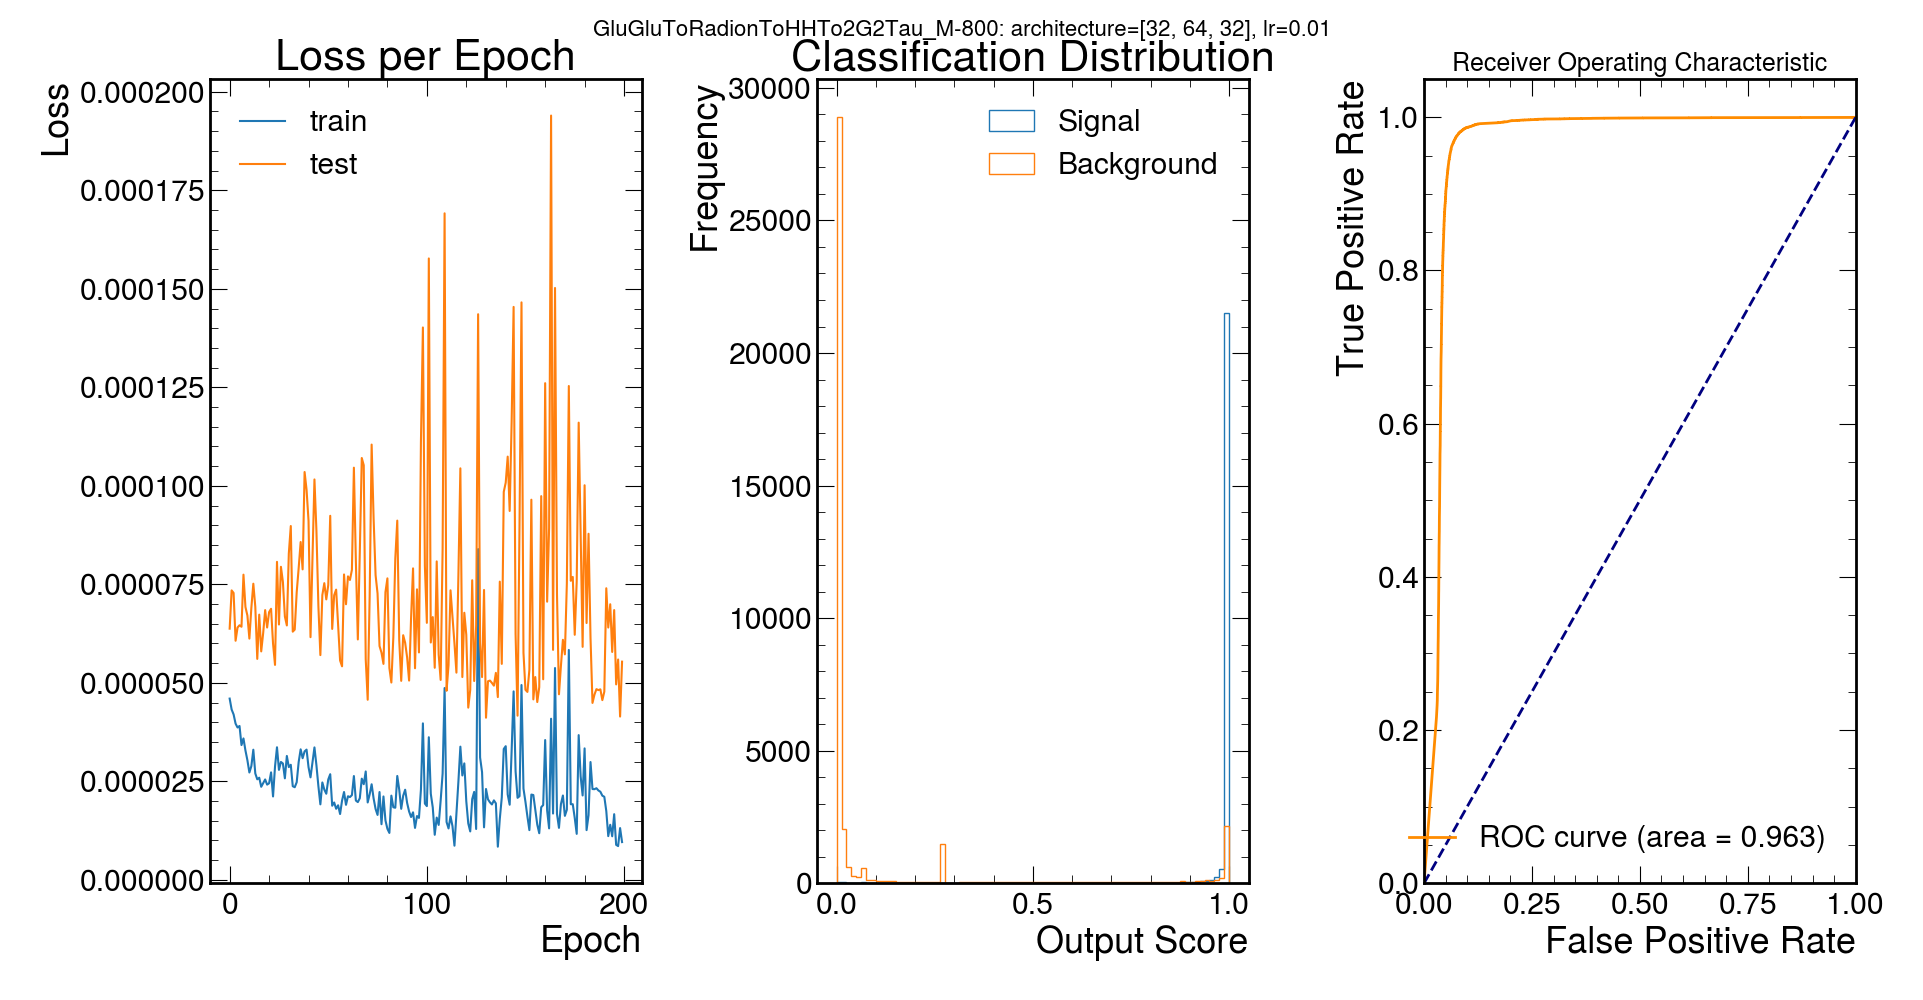 GluGluToRadionToHHTo2G2Tau_M-800: architecture=[32, 64, 32], lr=0.01
Loss per Epoch
Loss
0.000200
0.000175
0.000150
0.000125
0.000100
0.000075
0.000050
0.000025
0.000000
train
test
0
100
200
Epoch
Classification Distribution
Frequency
30000
25000
20000
15000
10000
5000
0
Signal
Background
0.0
0.5
1.0
Output Score
Receiver Operating Characteristic
True Positive Rate
1.0
0.8
0.6
0.4
0.2
0.0
ROC curve (area = 0.963)
0.00
0.25
0.50
0.75
1.00
False Positive Rate